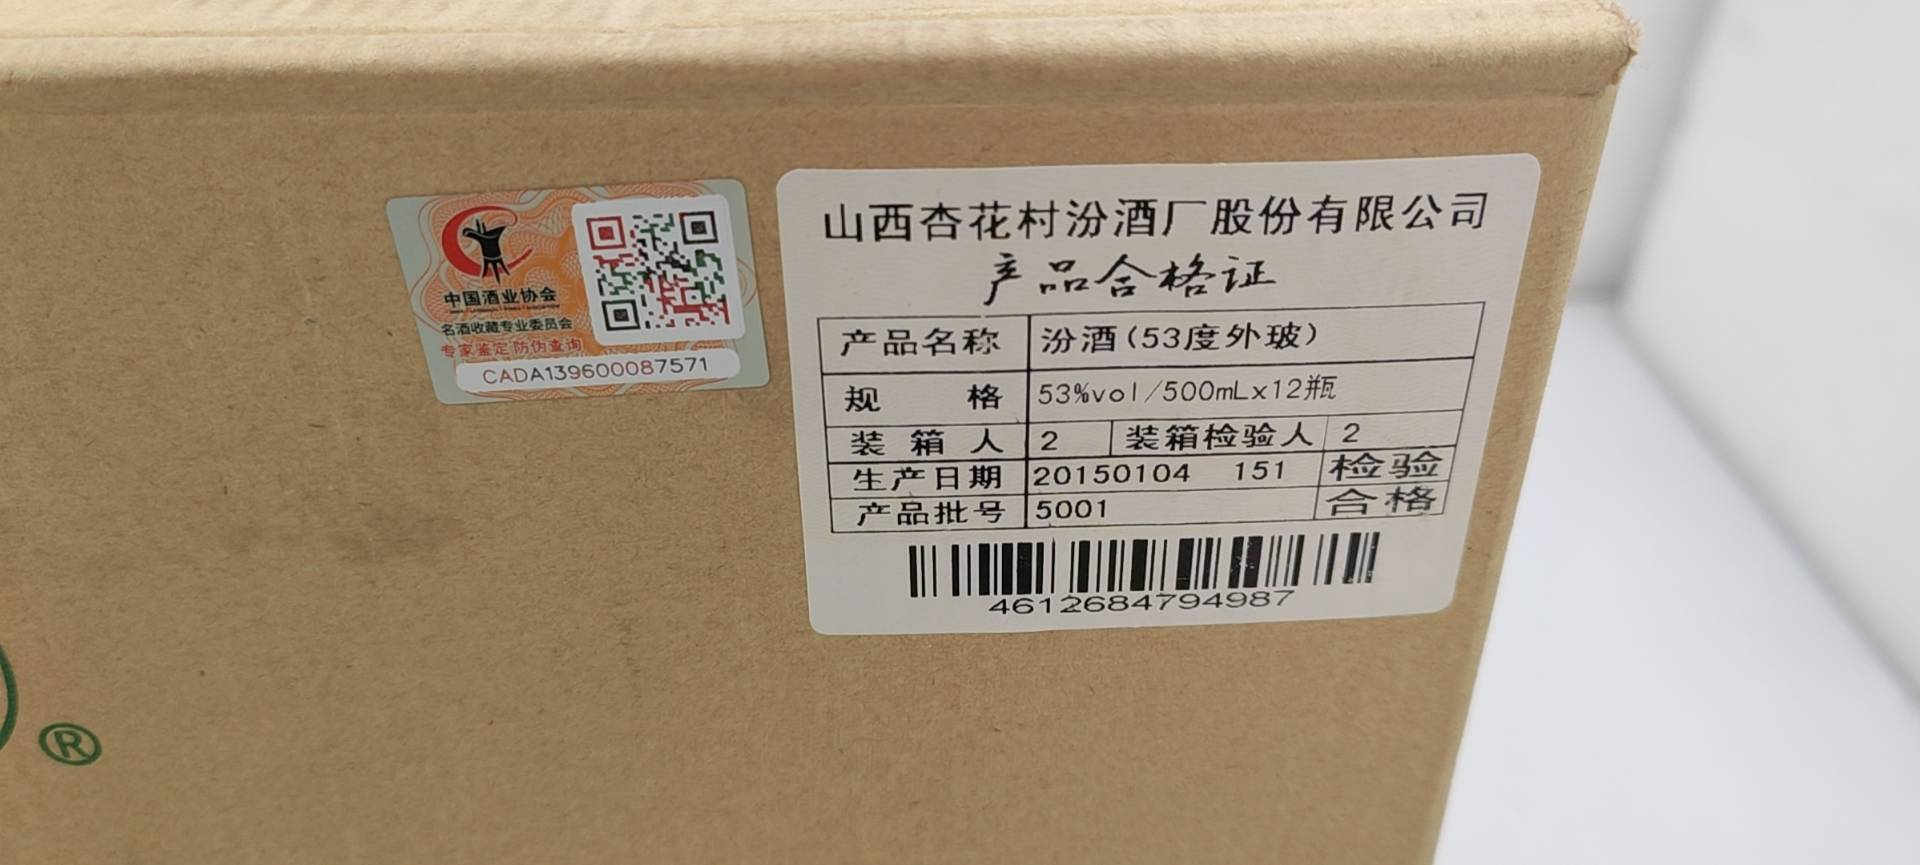 中国酒业协会
名酒收藏专业委员会
专家鉴定 防伪查询
CADA139600087571
山西杏花村汾酒厂股份有限公司
产品合格证
产品名称 汾酒(53度外玻)
规 格 53%vol/500mLx12瓶
装箱人 2 装箱检验人 2
生产日期 20150104 151 检验
产品批号 5001 合格
4612684794987
®